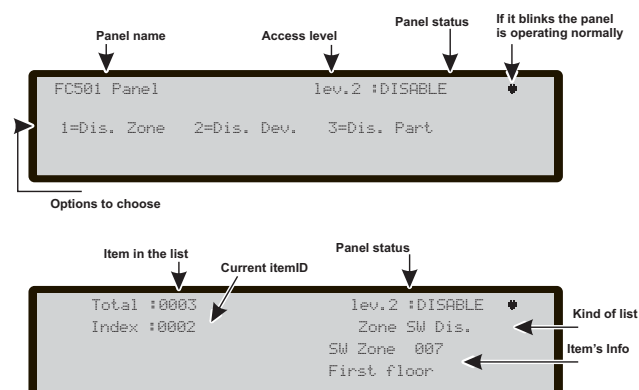 If it blinks the panel
is operating normally
Panel name
Access level
Panel status
FC501 Panel lev.2 :DISABLE
1=Dis. Zone 2=Dis. Dev. 3=Dis. Part
Options to choose
Item in the list
Current itemID
Panel status
Total :0003 lev.2 :DISABLE
Index :0002 Zone SW Dis.
Kind of list
SW Zone 007
Item's Info
First floor